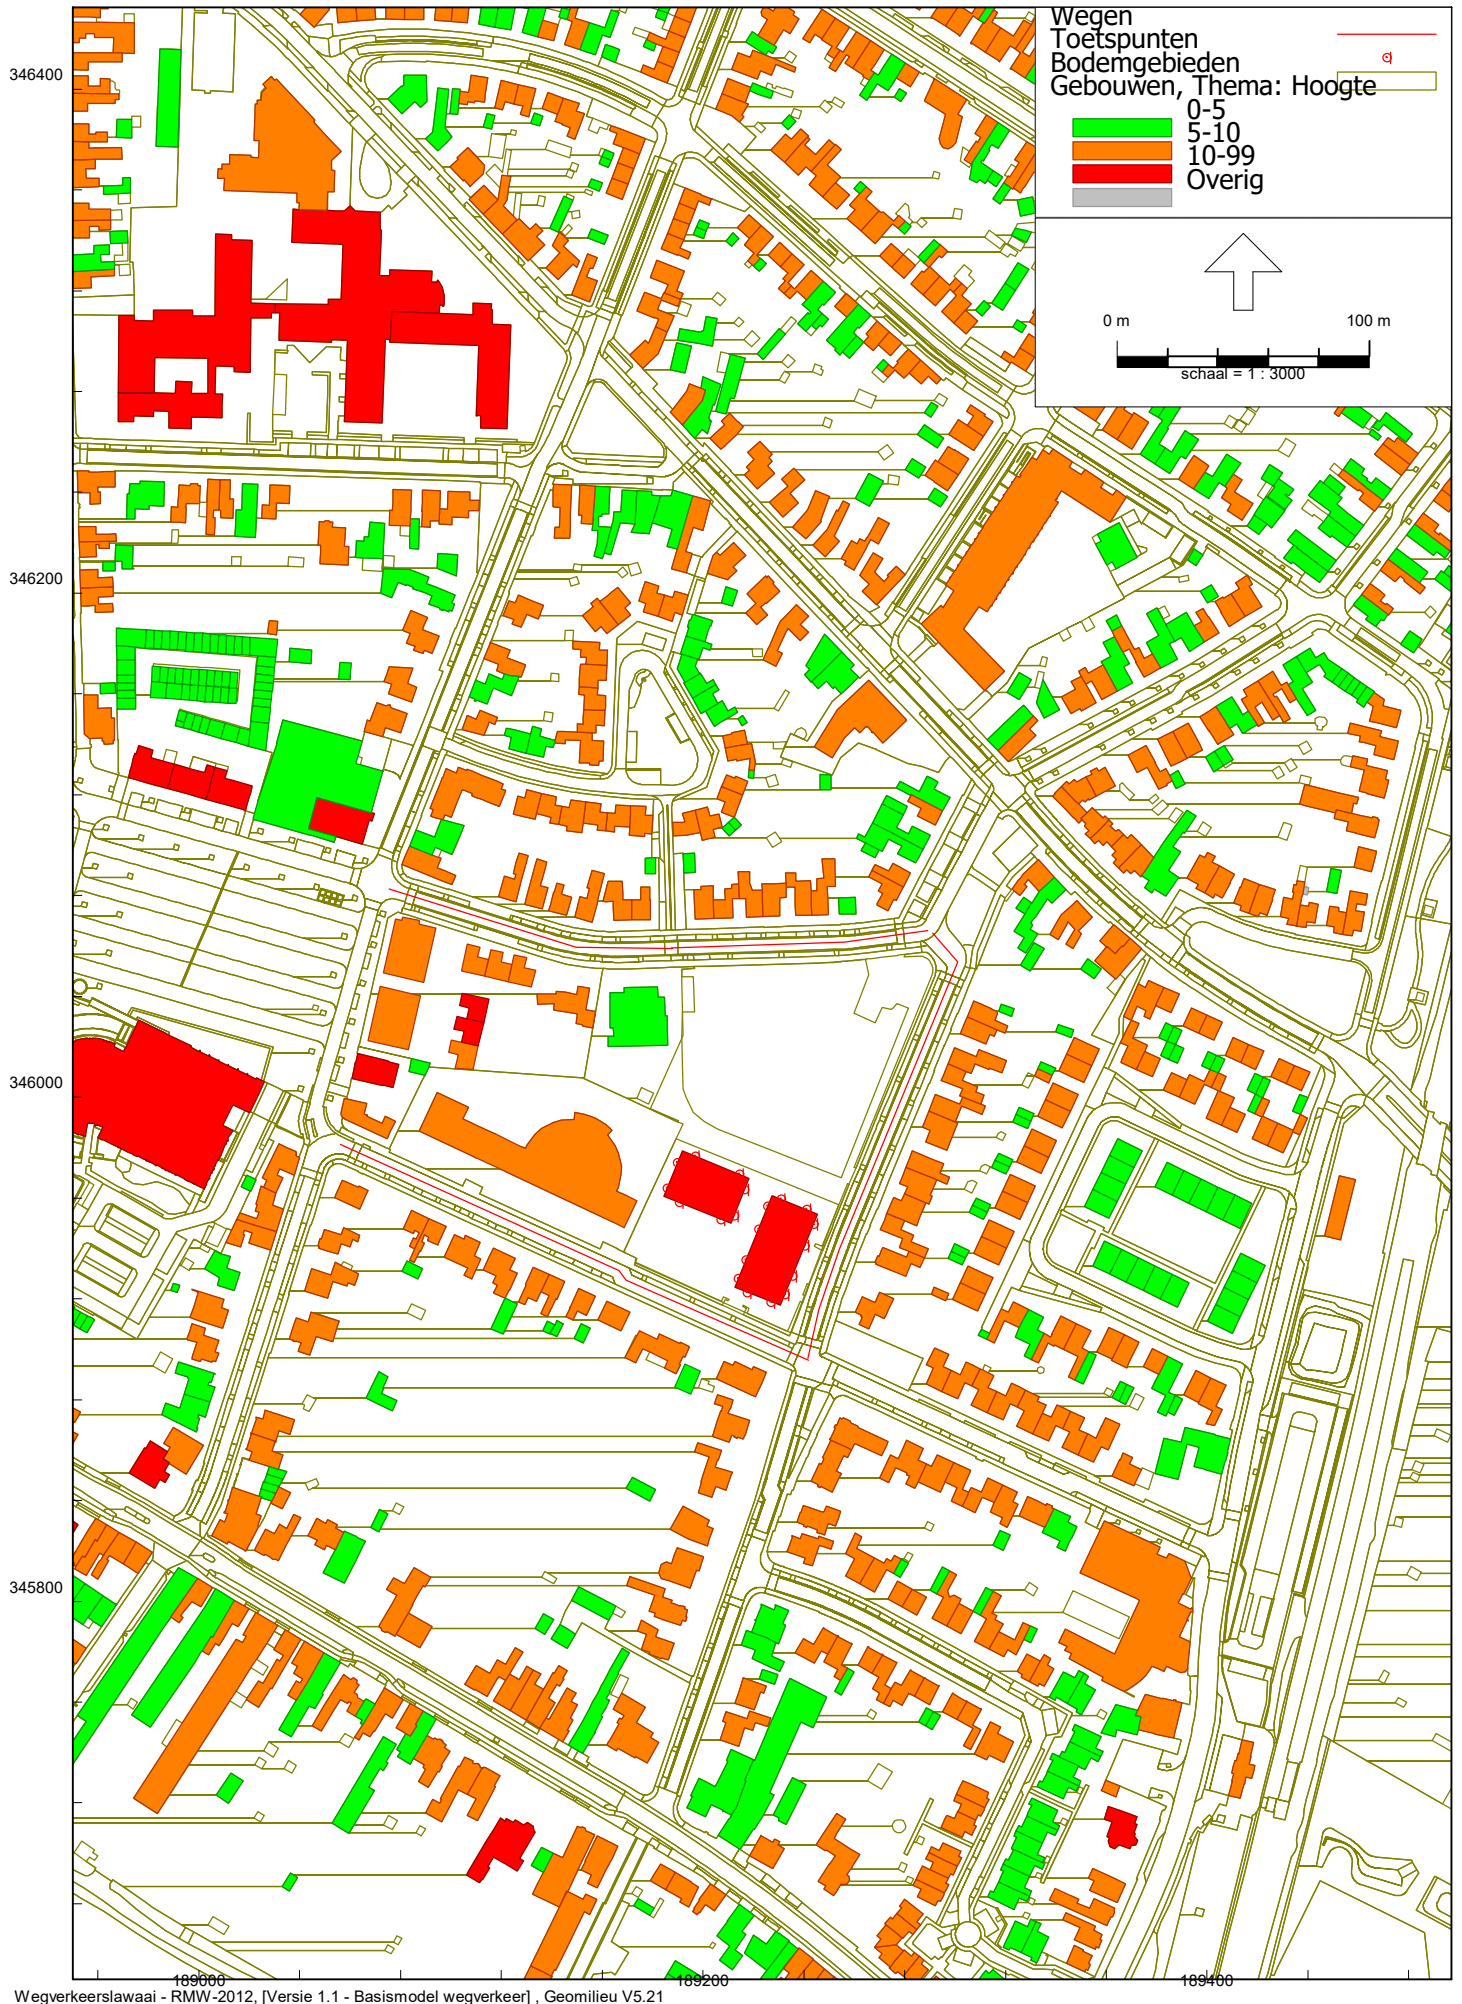 Wegen
Toetspunten
Bodemgebieden
Gebouwen, Thema: Hoogte
0-5
5-10
10-99
Overig
0 m
100 m
schaal = 1 : 3000
346400
346200
346000
345800
189000
189200
189400
Wegverkeerslawaai - RMW-2012, [Versie 1.1 - Basismodel wegverkeer] , Geomilieu V5.21